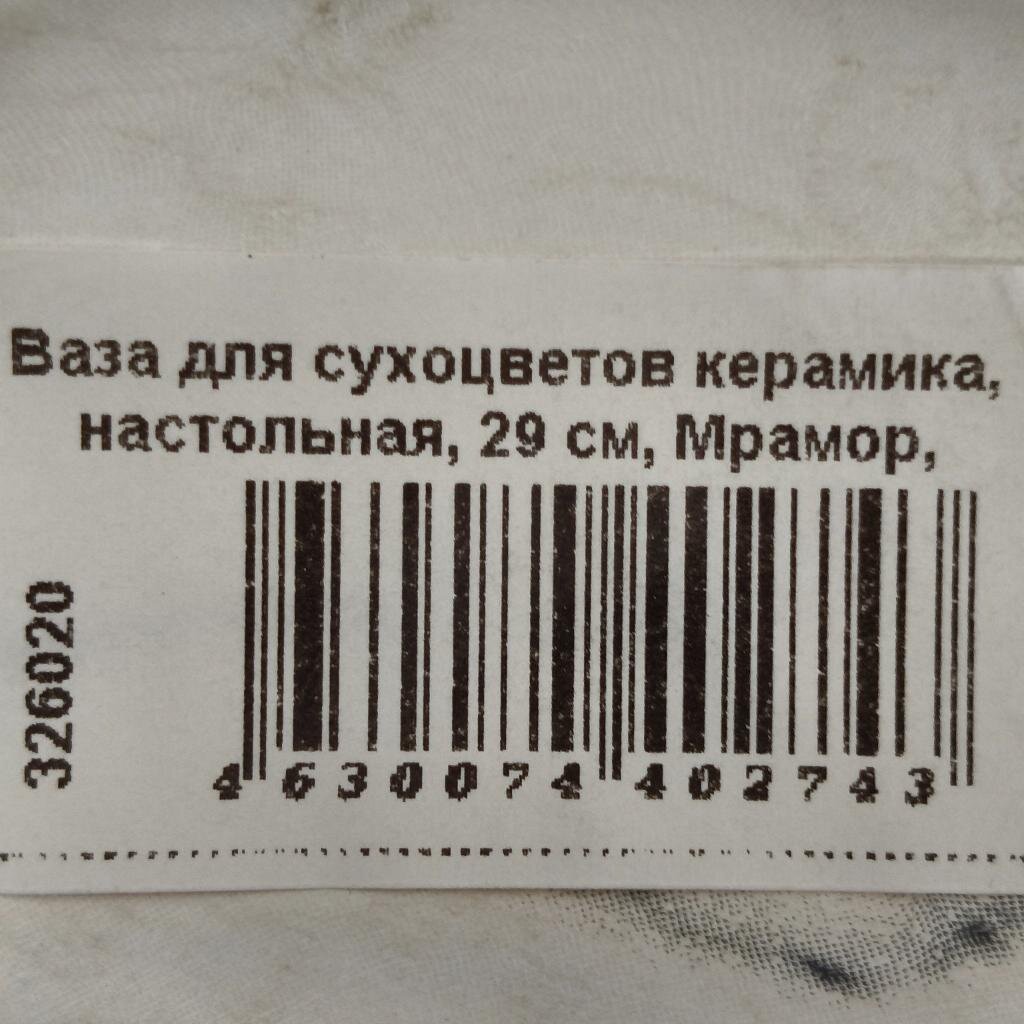 Ваза для сухоцветов керамика,
настольная, 29 см, Мрамор,
326020
4 630074 402743